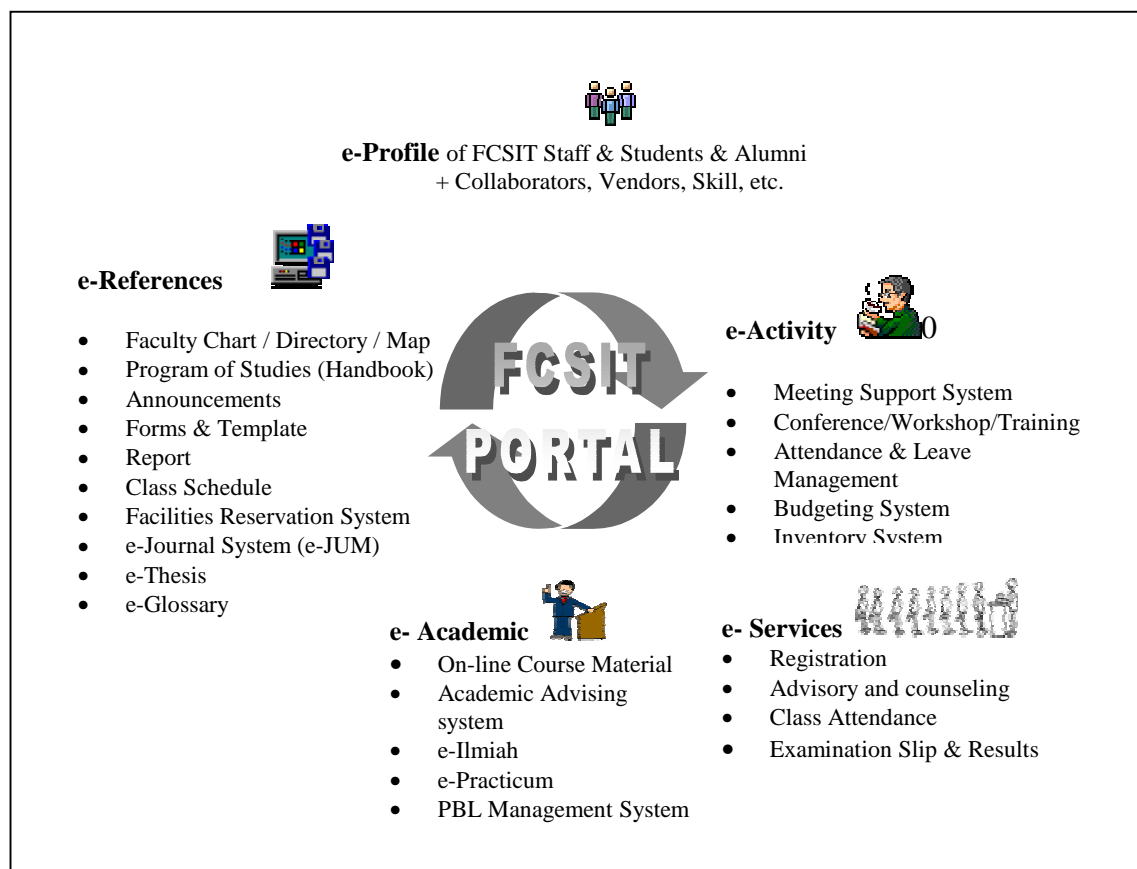 e-Profile of FCSIT Staff & Students & Alumni
+ Collaborators, Vendors, Skill, etc.
e-References
• Faculty Chart / Directory / Map
• Program of Studies (Handbook)
• Announcements
• Forms & Template
• Report
• Class Schedule
• Facilities Reservation System
• e-Journal System (e-JUM)
• e-Thesis
• e-Glossary
FCSIT
PORTAL
e-Activity 0
• Meeting Support System
• Conference/Workshop/Training
• Attendance & Leave
Management
• Budgeting System
• Inventory System
e- Academic
• On-line Course Material
• Academic Advising
system
• e-Ilmiah
• e-Practicum
• PBL Management System
e- Services
• Registration
• Advisory and counseling
• Class Attendance
• Examination Slip & Results